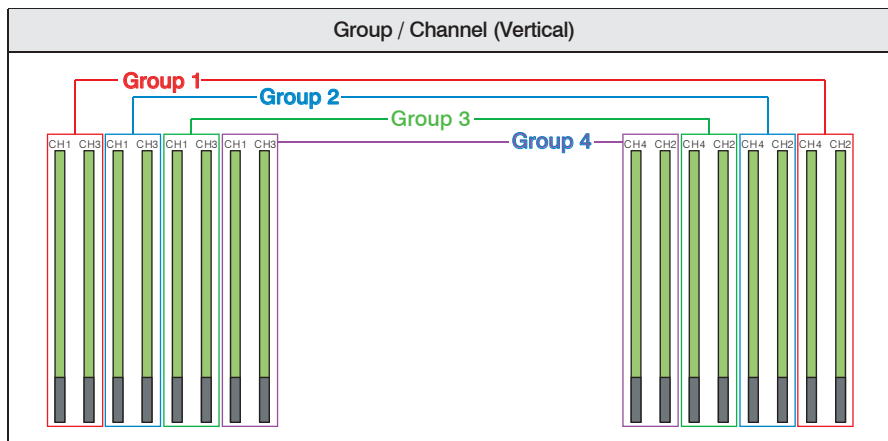 Group / Channel (Vertical)
Group 1
Group 2
Group 3
Group 4
CH1 CH3 CH1 CH3 CH1 CH3 CH1 CH3 CH4 CH2 CH4 CH2 CH4 CH2 CH4 CH2